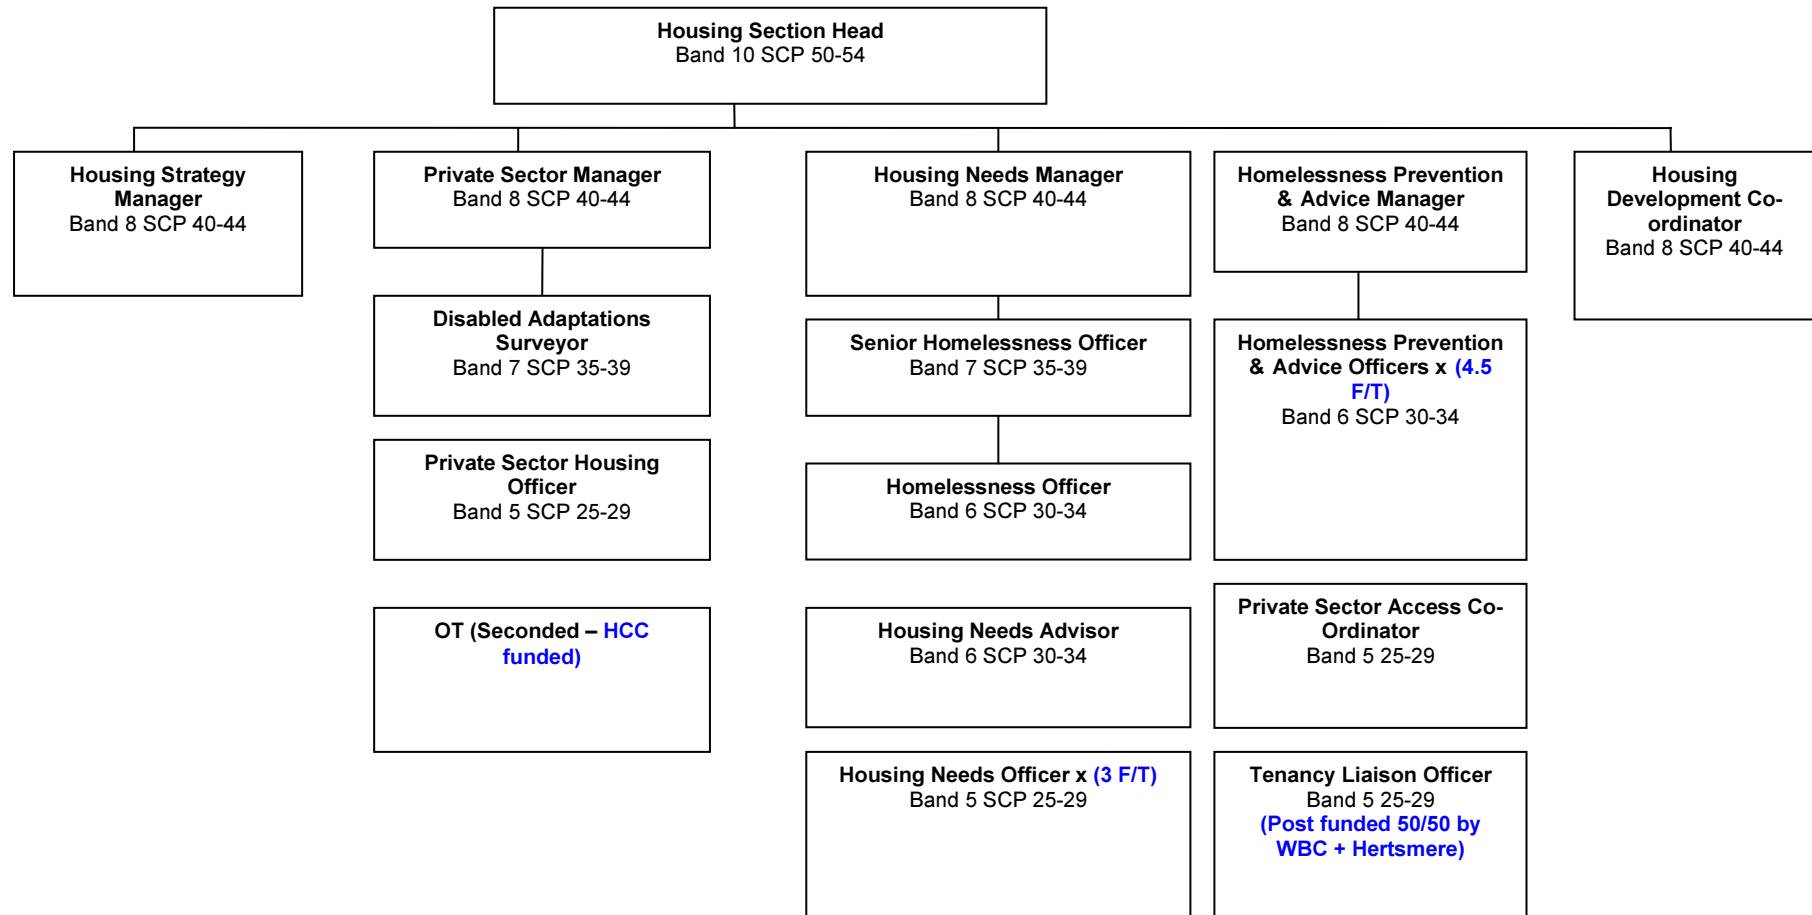 Housing Section Head
Band 10 SCP 50-54
Housing Strategy
Manager
Band 8 SCP 40-44
Private Sector Manager
Band 8 SCP 40-44
Housing Needs Manager
Band 8 SCP 40-44
Homelessness Prevention
& Advice Manager
Band 8 SCP 40-44
Housing
Development Co-
ordinator
Band 8 SCP 40-44
Disabled Adaptations
Surveyor
Band 7 SCP 35-39
Senior Homelessness Officer
Band 7 SCP 35-39
Homelessness Prevention
& Advice Officers x (4.5
F/T)
Band 6 SCP 30-34
Private Sector Housing
Officer
Band 5 SCP 25-29
Homelessness Officer
Band 6 SCP 30-34
OT (Seconded – HCC
funded)
Housing Needs Advisor
Band 6 SCP 30-34
Private Sector Access Co-
Ordinator
Band 5 25-29
Housing Needs Officer x (3 F/T)
Band 5 SCP 25-29
Tenancy Liaison Officer
Band 5 25-29
(Post funded 50/50 by
WBC + Hertsmere)